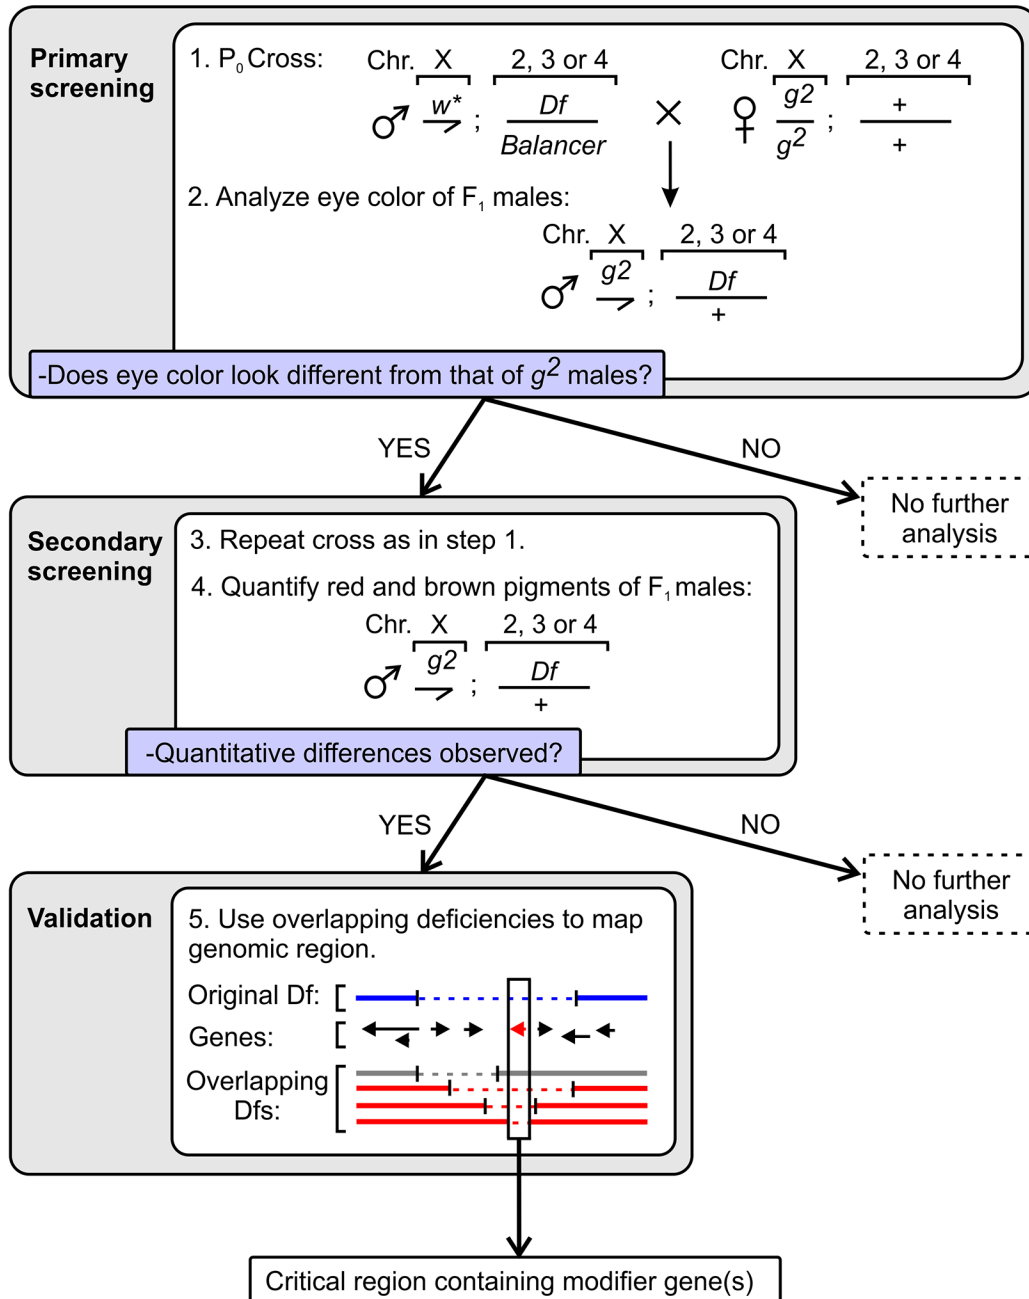 Primary screening
1. P0 Cross:
Chr. X 2, 3 or 4
♂ w* ; Df
Balancer
×
Chr. X 2, 3 or 4
♀ g2 ; +
g2 +
2. Analyze eye color of F1 males:
Chr. X 2, 3 or 4
♂ g2 ; Df
+
-Does eye color look different from that of g2 males?
YES
NO
No further
analysis
Secondary
screening
3. Repeat cross as in step 1.
4. Quantify red and brown pigments of F1 males:
Chr. X 2, 3 or 4
♂ g2 ; Df
+
-Quantitative differences observed?
YES
NO
No further
analysis
Validation
5. Use overlapping deficiencies to map
genomic region.
Original Df:
Genes:
Overlapping
Dfs:
Critical region containing modifier gene(s)